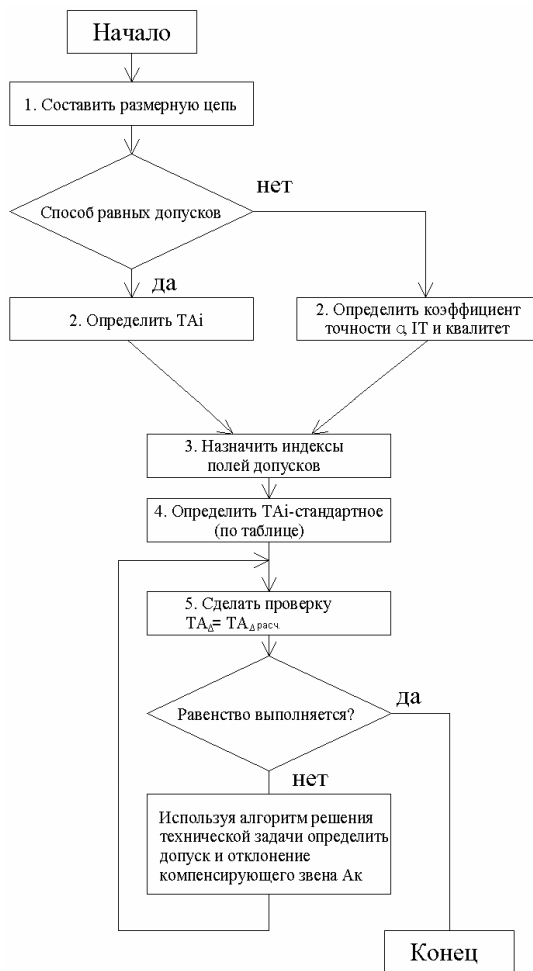 Начало
1. Составить размерную цепь
Способ равных допусков
нет
да
2. Определить TAi
2. Определить коэффициент
точности α, IT и квалитет
3. Назначить индексы
полей допусков
4. Определить TAi-стандартное
(по таблице)
5. Сделать проверку
TAΔ= TAΔ расч.
Равенство выполняется?
да
нет
Используя алгоритм решения
технической задачи определить
допуск и отклонение
компенсирующего звена Ак
Конец